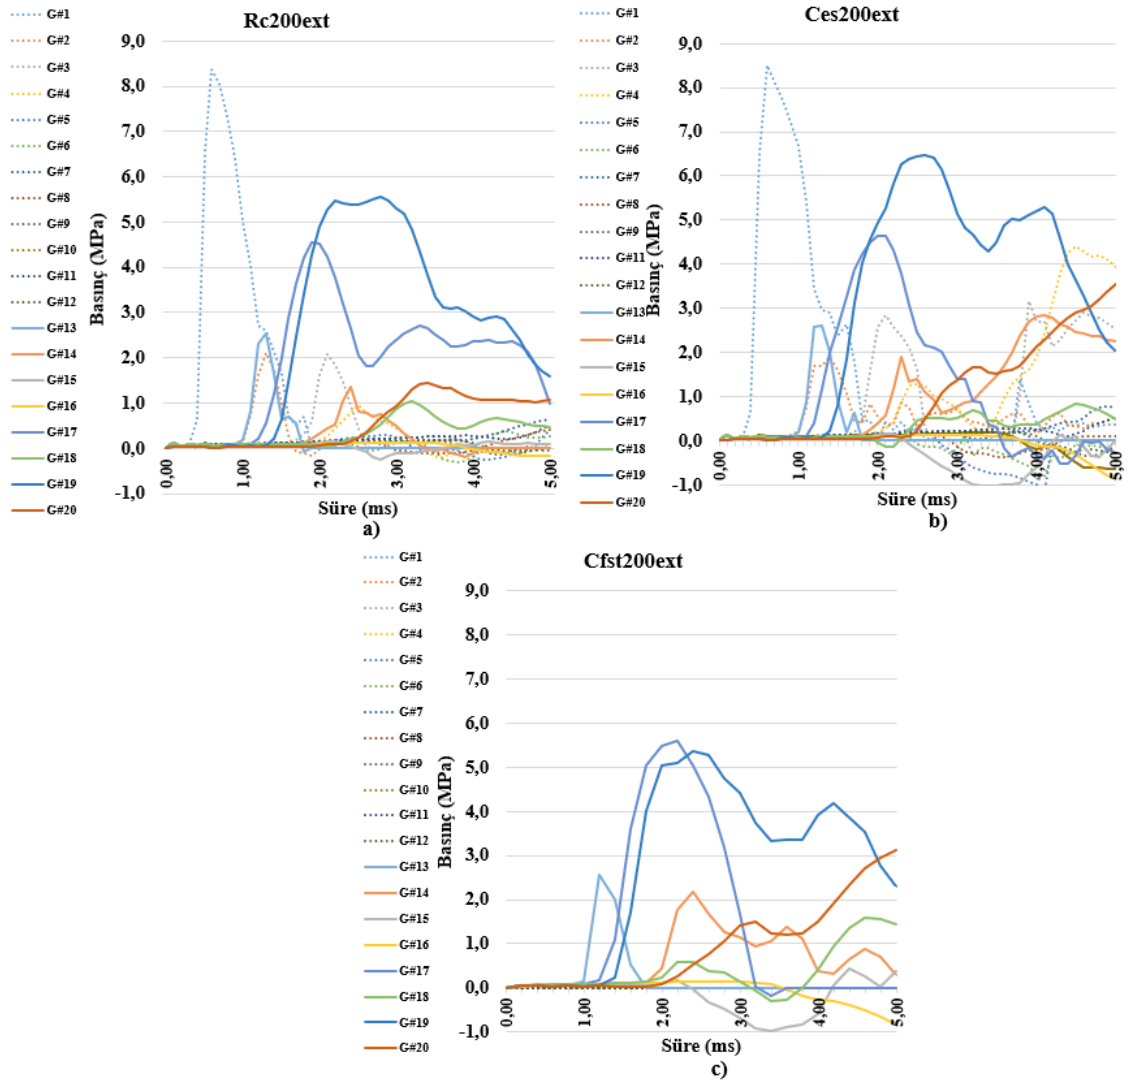 Rc200ext
G#1
G#2
G#3
G#4
G#5
G#6
G#7
G#8
G#9
G#10
G#11
G#12
G#13
G#14
G#15
G#16
G#17
G#18
G#19
G#20
Basınç (MPa)
9,0
8,0
7,0
6,0
5,0
4,0
3,0
2,0
1,0
0,0
-1,0
0,00
1,00
2,00
3,00
4,00
5,00
Süre (ms)
a)
Ces200ext
G#1
G#2
G#3
G#4
G#5
G#6
G#7
G#8
G#9
G#11
G#12
G#13
G#14
G#15
G#16
G#17
G#18
G#19
G#20
Basınç (MPa)
9,0
8,0
7,0
6,0
5,0
4,0
3,0
2,0
1,0
0,0
-1,0
0,00
1,00
2,00
3,00
4,00
5,00
Süre (ms)
b)
Cfst200ext
G#1
G#2
G#3
G#4
G#5
G#6
G#7
G#8
G#9
G#10
G#11
G#12
G#13
G#14
G#15
G#16
G#17
G#18
G#19
G#20
Basınç (MPa)
9,0
8,0
7,0
6,0
5,0
4,0
3,0
2,0
1,0
0,0
-1,0
0,00
1,00
2,00
3,00
4,00
5,00
Süre (ms)
c)